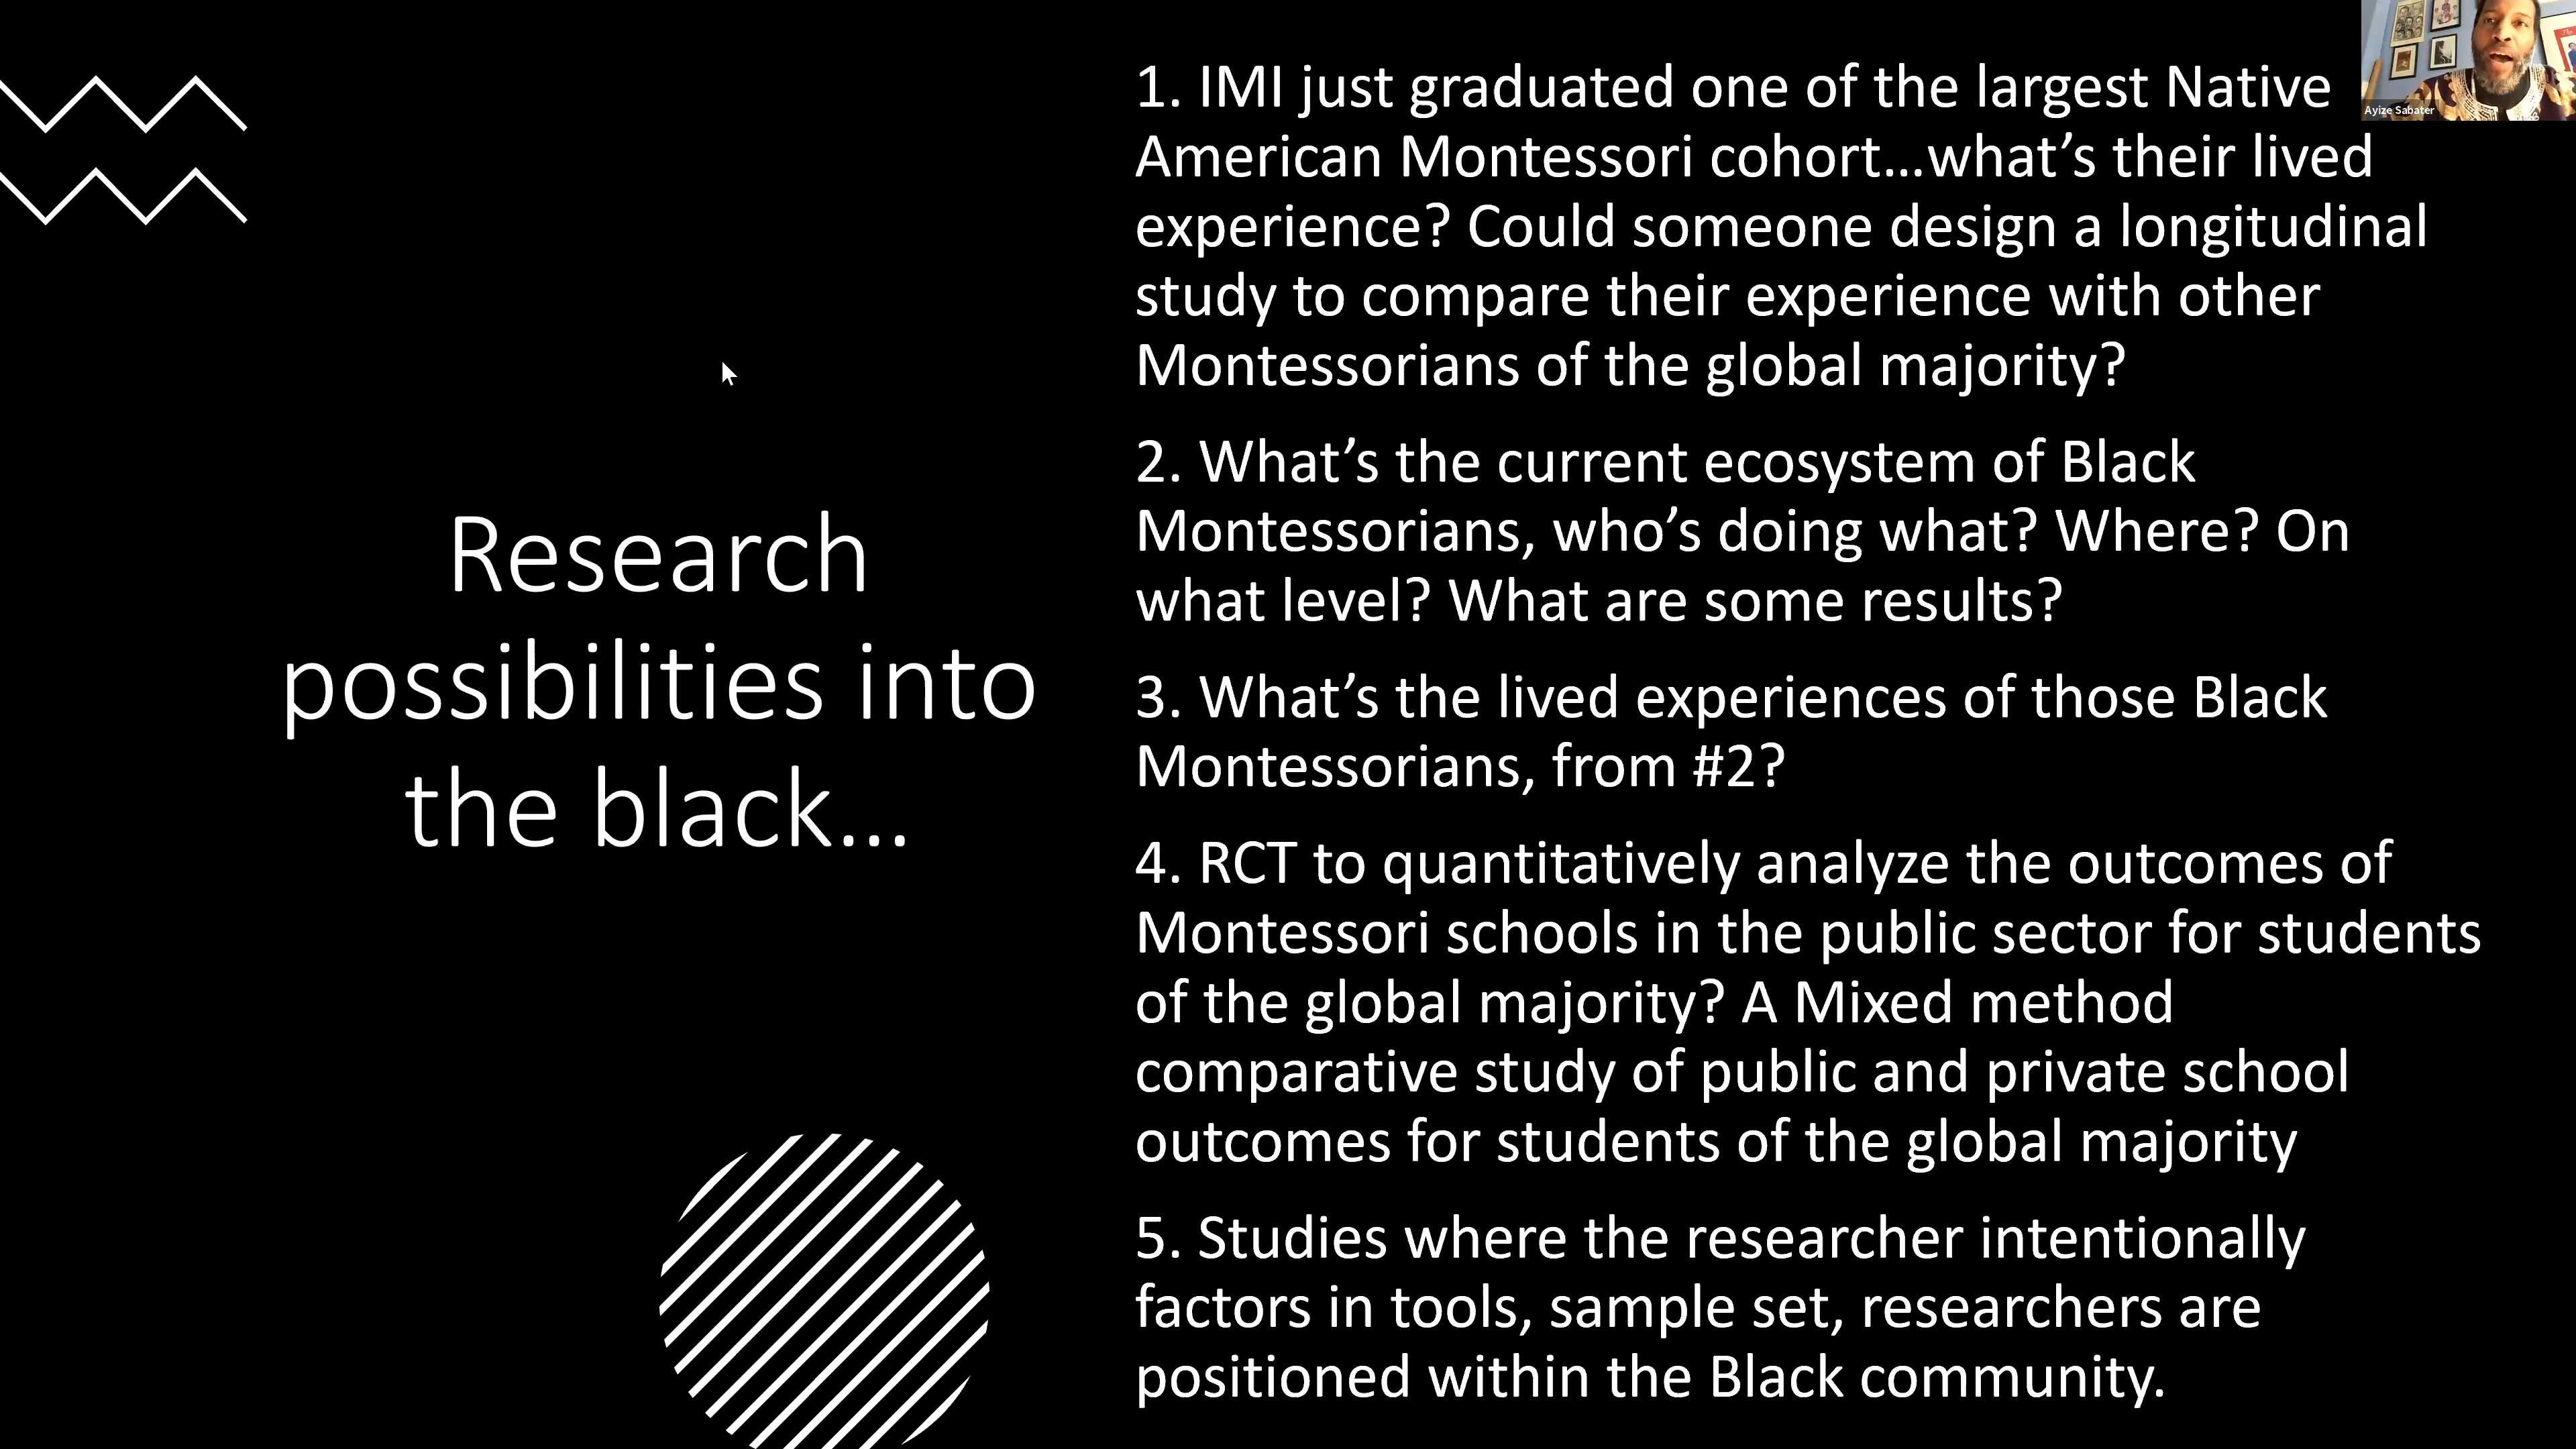 Research
possibilities into
the black...
1. IMI just graduated one of the largest Native
American Montessori cohort...what’s their lived
experience? Could someone design a longitudinal
study to compare their experience with other
Montessorians of the global majority?
2. What’s the current ecosystem of Black
Montessorians, who’s doing what? Where? On
what level? What are some results?
3. What’s the lived experiences of those Black
Montessorians, from #2?
4. RCT to quantitatively analyze the outcomes of
Montessori schools in the public sector for students
of the global majority? A Mixed method
comparative study of public and private school
outcomes for students of the global majority
5. Studies where the researcher intentionally
factors in tools, sample set, researchers are
positioned within the Black community.
Ayize Sabater